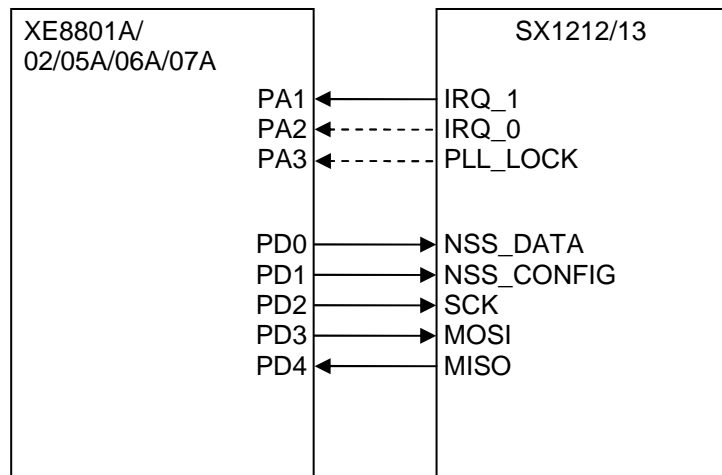 XE8801A/
02/05A/06A/07A
SX1212/13
PA1 IRQ_1
PA2 IRQ_0
PA3 PLL_LOCK
PD0 NSS_DATA
PD1 NSS_CONFIG
PD2 SCK
PD3 MOSI
PD4 MISO